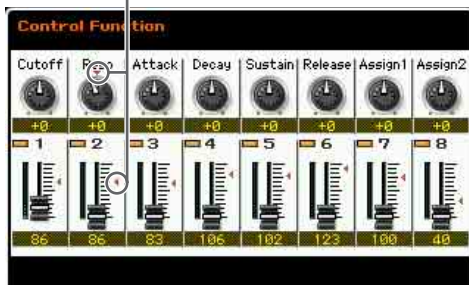 Control Function
Cutoff Attack Decay Sustain Release Assign1 Assign2
+0 +0 +0 +0 +0 +0 +0 +0
1 2 3 4 5 6 7 8
86 86 83 106 102 123 100 40